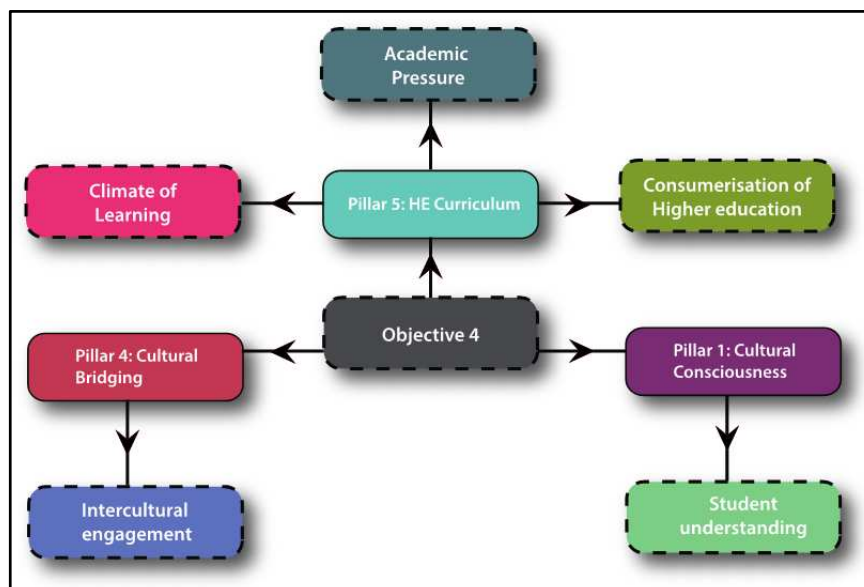 Academic
Pressure
Climate of
Learning
Pillar 5: HE Curriculum
Consumerisation of
Higher education
Objective 4
Pillar 4: Cultural
Bridging
Pillar 1: Cultural
Consciousness
Intercultural
engagement
Student
understanding